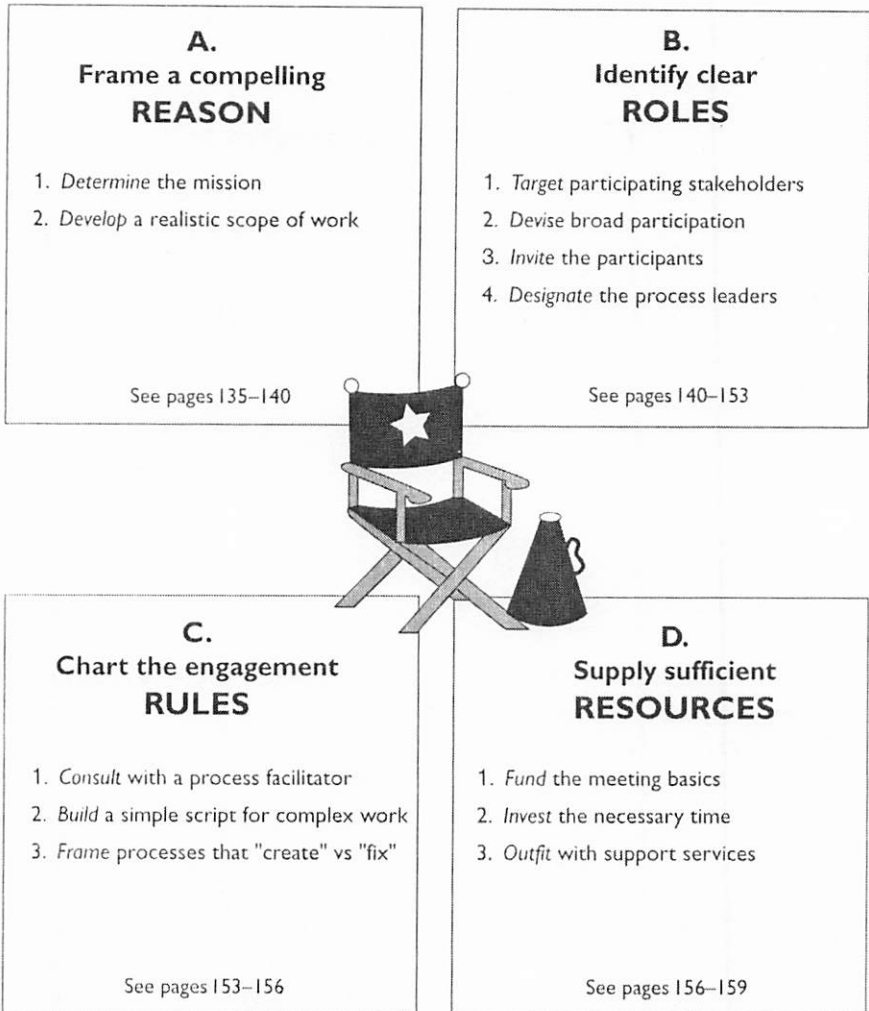 A.
Frame a compelling
REASON
1. Determine the mission
2. Develop a realistic scope of work
See pages 135–140
B.
Identify clear
ROLES
1. Target participating stakeholders
2. Devise broad participation
3. Invite the participants
4. Designate the process leaders
See pages 140–153
C.
Chart the engagement
RULES
1. Consult with a process facilitator
2. Build a simple script for complex work
3. Frame processes that "create" vs "fix"
See pages 153–156
D.
Supply sufficient
RESOURCES
1. Fund the meeting basics
2. Invest the necessary time
3. Outfit with support services
See pages 156–159